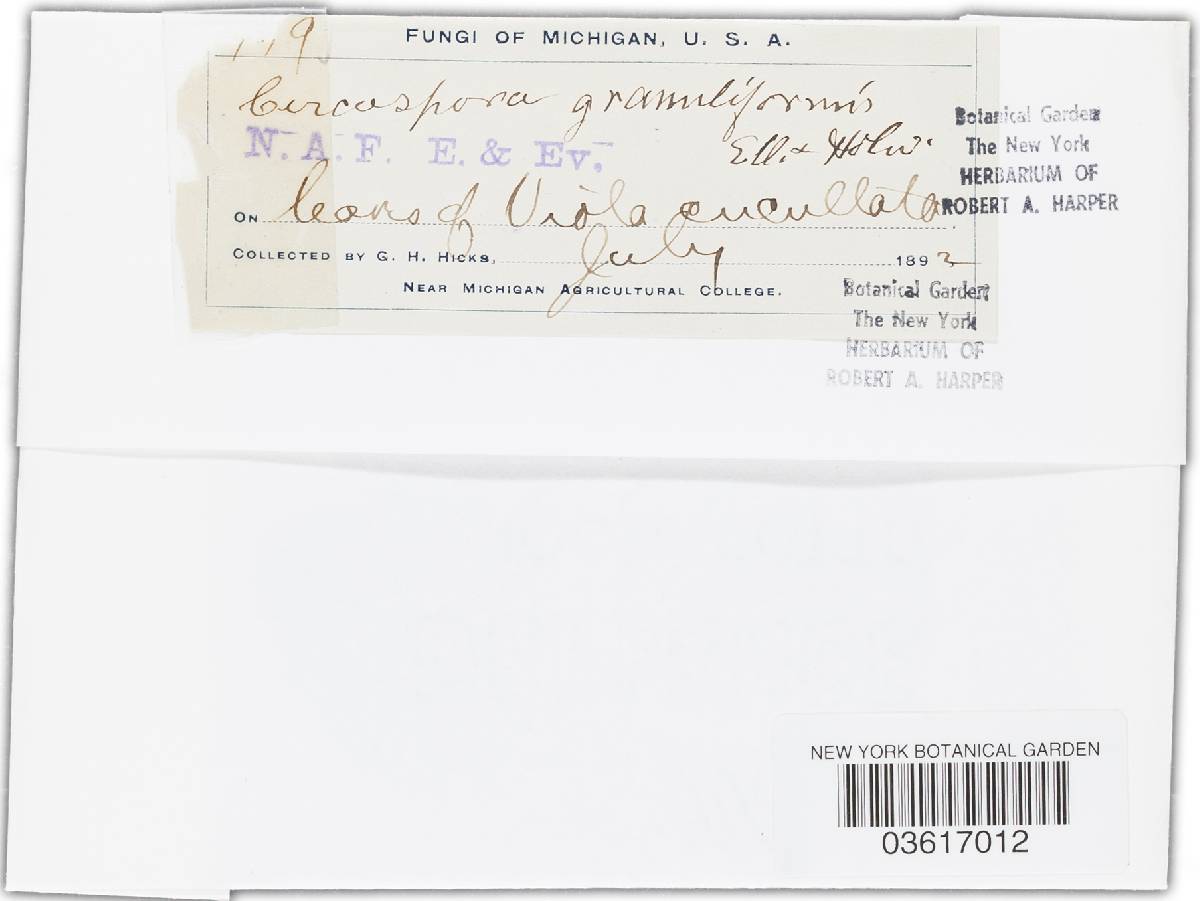 119
FUNGI OF MICHIGAN, U. S. A.
Cercospora granuliformis
Ell. & Holw.
N. A. F. E. & Ev.
ON leaves of Viola cucullata
COLLECTED BY G. H. HICKS, July 1892
NEAR MICHIGAN AGRICULTURAL COLLEGE.
Botanical Garden
The New York
HERBARIUM OF
ROBERT A. HARPER
Botanical Garden
The New York
HERBARIUM OF
ROBERT A. HARPER
NEW YORK BOTANICAL GARDEN
03617012